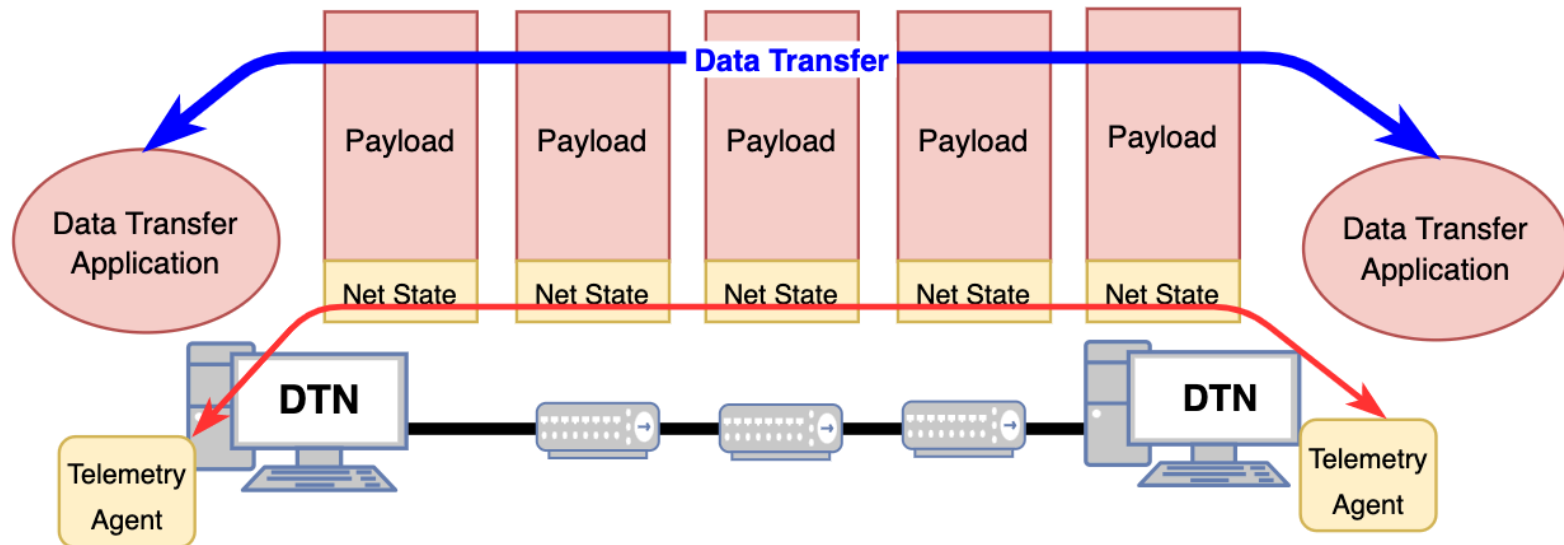 Data Transfer
Payload
Payload
Payload
Payload
Payload
Data Transfer
Application
Data Transfer
Application
Net State
Net State
Net State
Net State
Net State
DTN
DTN
Telemetry
Agent
Telemetry
Agent